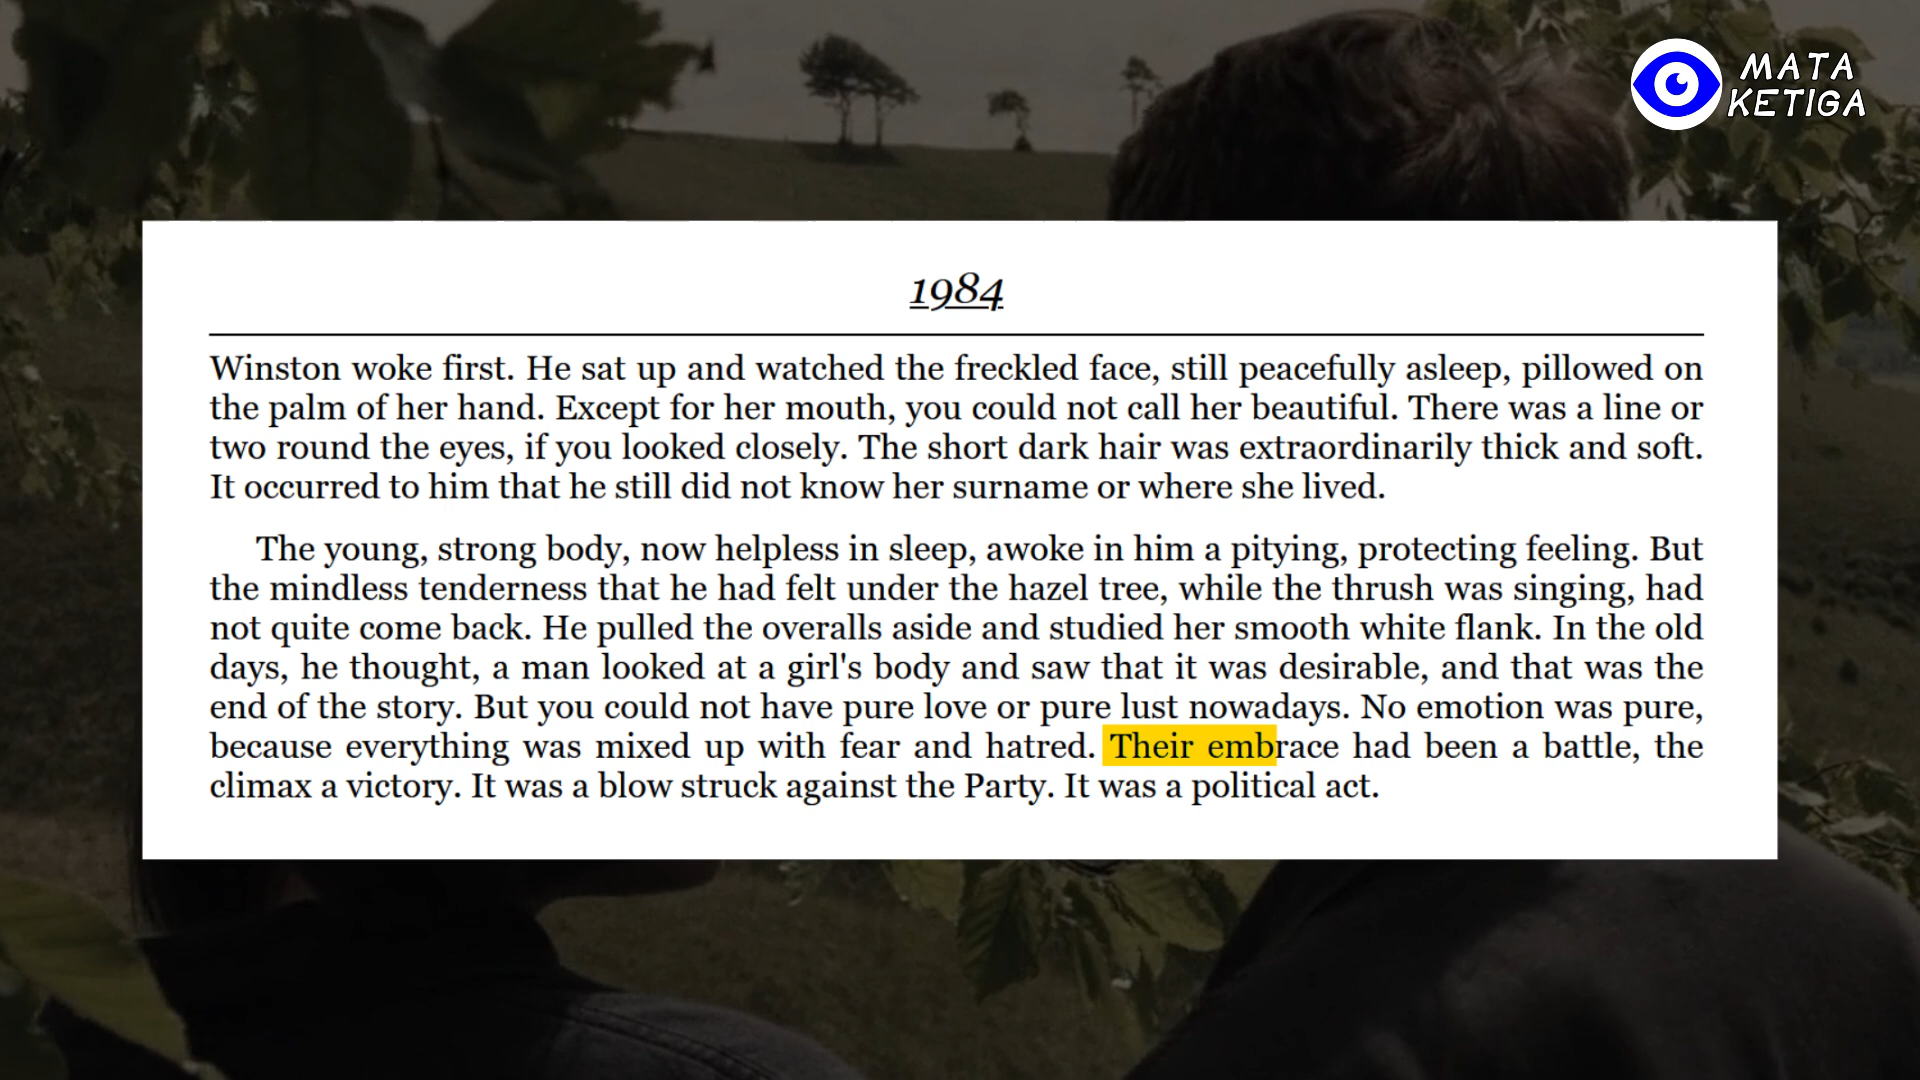 MATA
KETIGA
1984
Winston woke first. He sat up and watched the freckled face, still peacefully asleep, pillowed on
the palm of her hand. Except for her mouth, you could not call her beautiful. There was a line or
two round the eyes, if you looked closely. The short dark hair was extraordinarily thick and soft.
It occurred to him that he still did not know her surname or where she lived.
The young, strong body, now helpless in sleep, awoke in him a pitying, protecting feeling. But
the mindless tenderness that he had felt under the hazel tree, while the thrush was singing, had
not quite come back. He pulled the overalls aside and studied her smooth white flank. In the old
days, he thought, a man looked at a girl's body and saw that it was desirable, and that was the
end of the story. But you could not have pure love or pure lust nowadays. No emotion was pure,
because everything was mixed up with fear and hatred. Their embrace had been a battle, the
climax a victory. It was a blow struck against the Party. It was a political act.